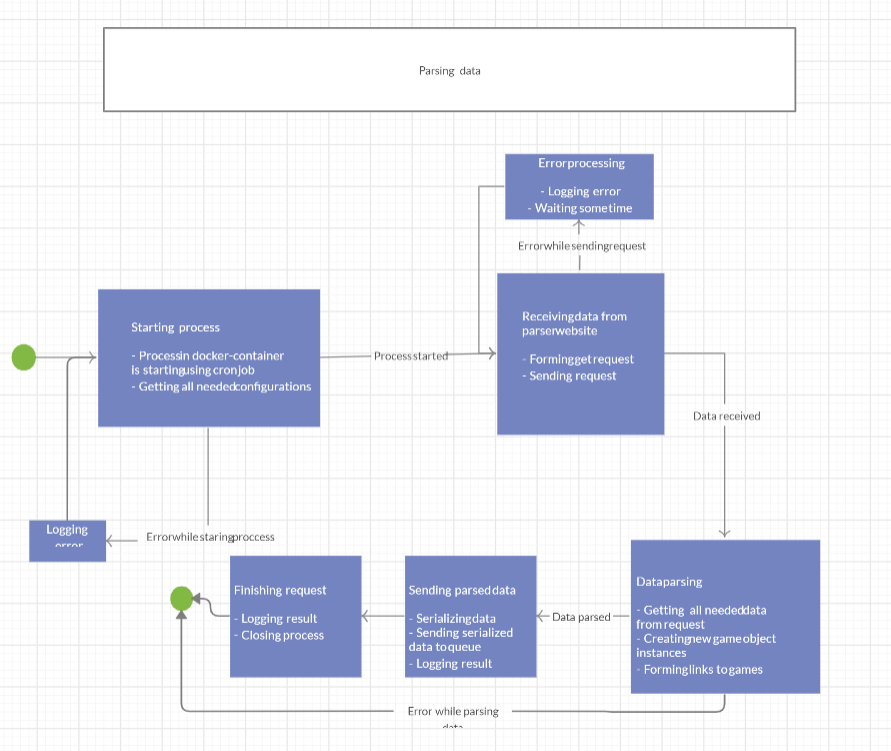 Parsing data
Error processing
- Logging error
- Waiting some time
Error while sending request
Starting process
- Process in docker-container
is starting using cron job
- Getting all needed configurations
Process started
Receiving data from
parser website
- Forming get request
- Sending request
Data received
Logging
error
Error while staring proccess
Finishing request
- Logging result
- Closing process
Sending parsed data
- Serializing data
- Sending serialized
data to queue
- Logging result
Data parsed
Data parsing
- Getting all needed data
from request
- Creating new game object
instances
- Forming links to games
Error while parsing
data